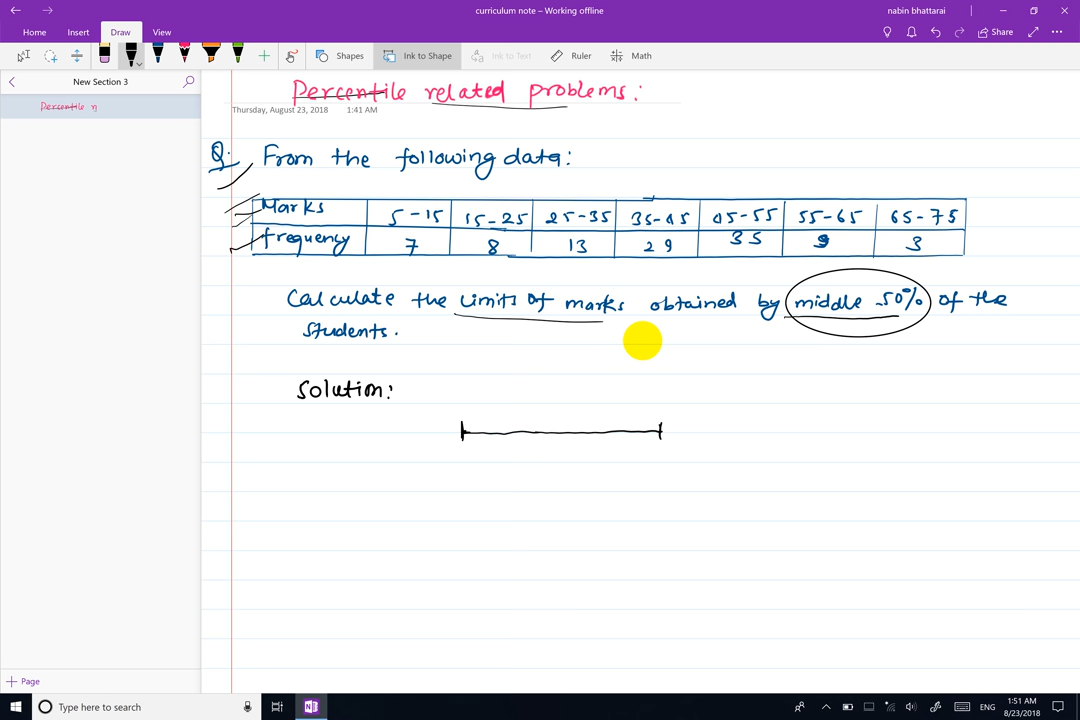 curriculum note – Working offline
nabin bhattarai
Home Insert Draw View
Share
Shapes Ink to Shape Ink to Text Ruler Math
New Section 3
Percentile related problems:
Thursday, August 23, 2018 1:41 AM
Q. From the following data:
Marks 5-15 15-25 25-35 35-45 45-55 55-65 65-75
frequency 7 8 13 29 35 9 3
Calculate the limits of marks obtained by middle 50% of the
students.
Solution:
Page
Type here to search
ENG
1:51 AM
8/23/2018